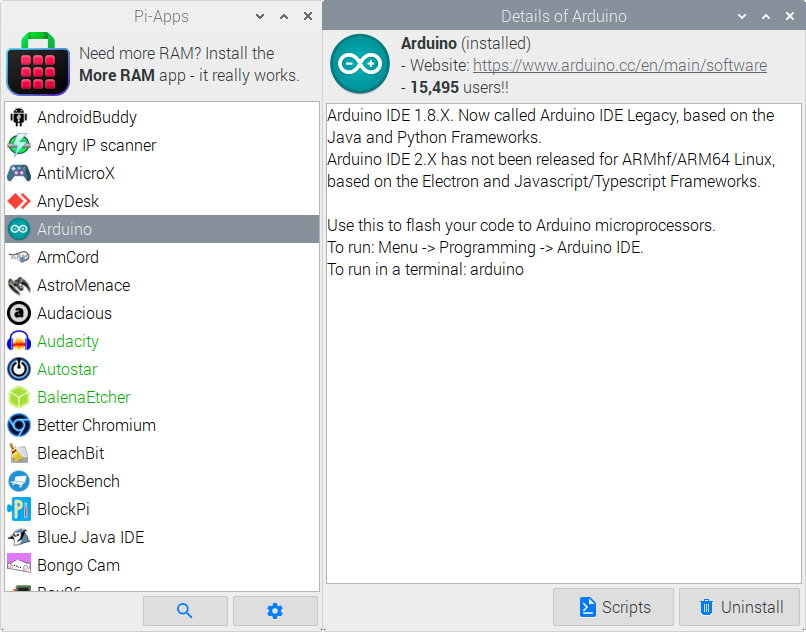 Pi-Apps
Need more RAM? Install the
More RAM app - it really works.
AndroidBuddy
Angry IP scanner
AntiMicroX
AnyDesk
Arduino
ArmCord
AstroMenace
Audacious
Audacity
Autostar
BalenaEtcher
Better Chromium
BleachBit
BlockBench
BlockPi
BlueJ Java IDE
Bongo Cam
Details of Arduino
Arduino (installed)
- Website: https://www.arduino.cc/en/main/software
- 15,495 users!!
Arduino IDE 1.8.X. Now called Arduino IDE Legacy, based on the
Java and Python Frameworks.
Arduino IDE 2.X has not been released for ARMhf/ARM64 Linux,
based on the Electron and Javascript/Typescript Frameworks.
Use this to flash your code to Arduino microprocessors.
To run: Menu -> Programming -> Arduino IDE.
To run in a terminal: arduino
Scripts
Uninstall